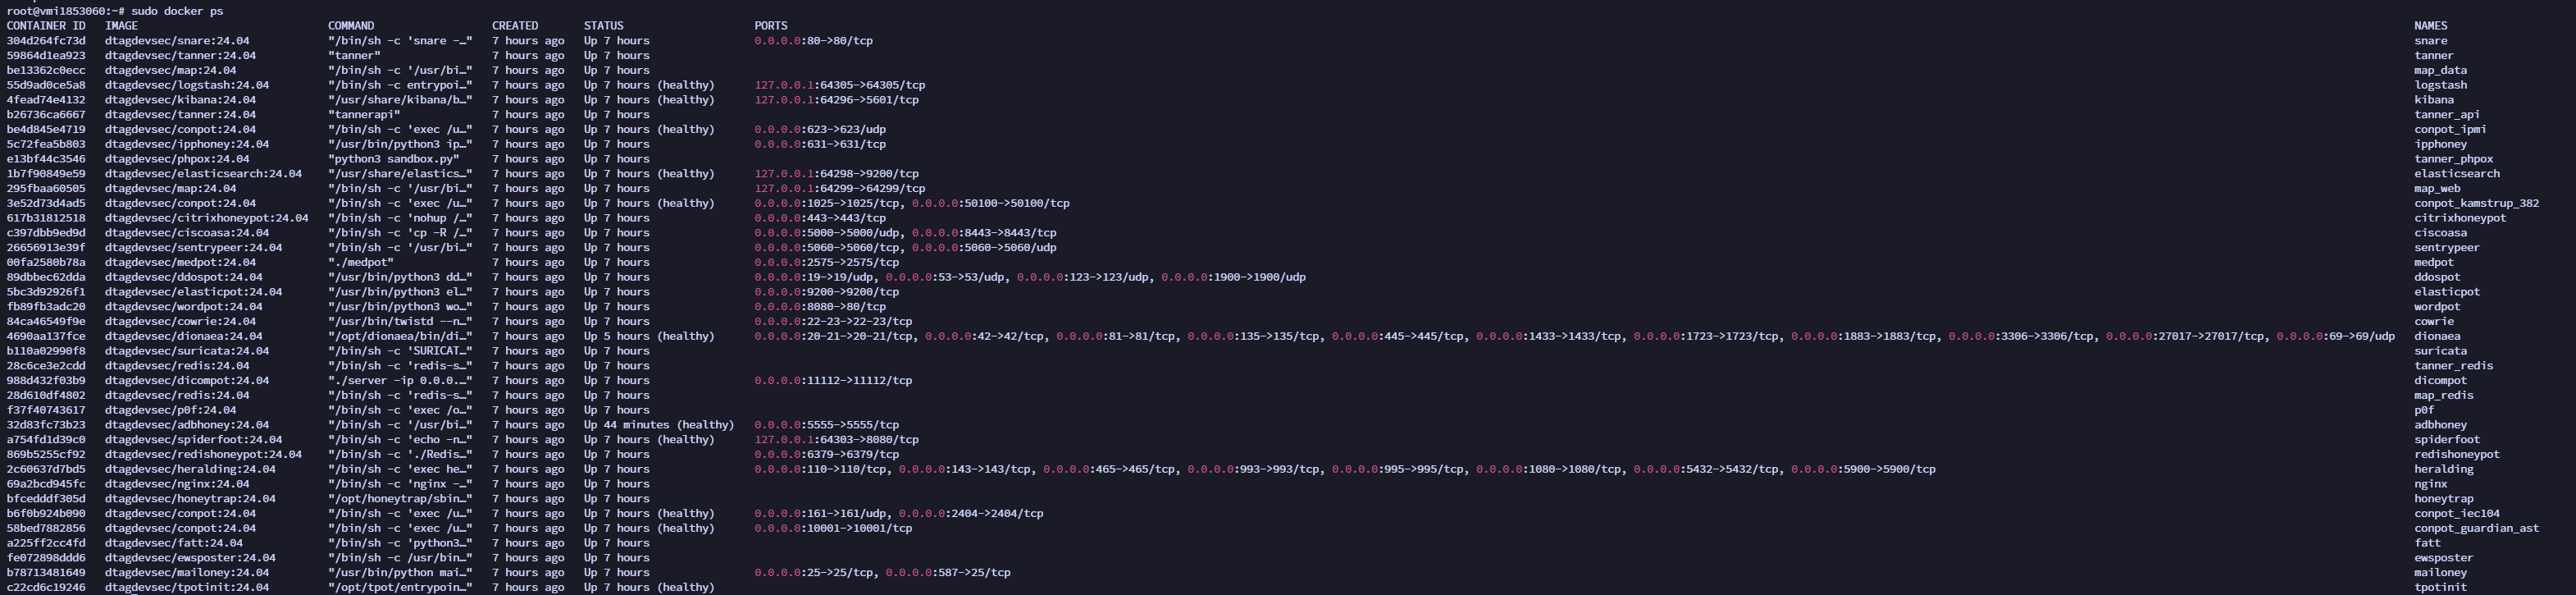 root@vmi1853060:~# sudo docker ps
CONTAINER ID   IMAGE   COMMAND   CREATED   STATUS   PORTS   NAMES
304d264fc73d   dtagdevsec/snare:24.04   "/bin/sh -c 'snare -…"   7 hours ago   Up 7 hours   0.0.0.0:80->80/tcp   snare
59864d1ea923   dtagdevsec/tanner:24.04   "tanner"   7 hours ago   Up 7 hours   tanner
be13362c0ecc   dtagdevsec/map:24.04   "/bin/sh -c '/usr/bi…"   7 hours ago   Up 7 hours   map_data
55d9ad0ce5a8   dtagdevsec/logstash:24.04   "/bin/sh -c entrypoi…"   7 hours ago   Up 7 hours (healthy)   127.0.0.1:64305->64305/tcp   logstash
4fead74e4132   dtagdevsec/kibana:24.04   "/usr/share/kibana/b…"   7 hours ago   Up 7 hours (healthy)   127.0.0.1:64296->5601/tcp   kibana
b26736ca6667   dtagdevsec/tanner:24.04   "tannerapi"   7 hours ago   Up 7 hours   tanner_api
be4d845e4719   dtagdevsec/conpot:24.04   "/bin/sh -c 'exec /u…"   7 hours ago   Up 7 hours (healthy)   0.0.0.0:623->623/udp   conpot_ipmi
5c72fea5b803   dtagdevsec/ipphoney:24.04   "/usr/bin/python3 ip…"   7 hours ago   Up 7 hours   0.0.0.0:631->631/tcp   ipphoney
e13bf44c3546   dtagdevsec/phpox:24.04   "python3 sandbox.py"   7 hours ago   Up 7 hours   tanner_phpox
1b7f90849e59   dtagdevsec/elasticsearch:24.04   "/usr/share/elastics…"   7 hours ago   Up 7 hours (healthy)   127.0.0.1:64298->9200/tcp   elasticsearch
295fbaa60505   dtagdevsec/map:24.04   "/bin/sh -c '/usr/bi…"   7 hours ago   Up 7 hours   127.0.0.1:64299->64299/tcp   map_web
3e52d73d4ad5   dtagdevsec/conpot:24.04   "/bin/sh -c 'exec /u…"   7 hours ago   Up 7 hours (healthy)   0.0.0.0:1025->1025/tcp, 0.0.0.0:50100->50100/tcp   conpot_kamstrup_382
617b31812518   dtagdevsec/citrixhoneypot:24.04   "/bin/sh -c 'nohup /…"   7 hours ago   Up 7 hours   0.0.0.0:443->443/tcp   citrixhoneypot
c397dbb9ed9d   dtagdevsec/ciscoasa:24.04   "/bin/sh -c 'cp -R /…"   7 hours ago   Up 7 hours   0.0.0.0:5000->5000/udp, 0.0.0.0:8443->8443/tcp   ciscoasa
26656913e39f   dtagdevsec/sentrypeer:24.04   "/bin/sh -c '/usr/bi…"   7 hours ago   Up 7 hours   0.0.0.0:5060->5060/tcp, 0.0.0.0:5060->5060/udp   sentrypeer
00fa2580b78a   dtagdevsec/medpot:24.04   "./medpot"   7 hours ago   Up 7 hours   0.0.0.0:2575->2575/tcp   medpot
89dbbec62dda   dtagdevsec/ddospot:24.04   "/usr/bin/python3 dd…"   7 hours ago   Up 7 hours   0.0.0.0:19->19/udp, 0.0.0.0:53->53/udp, 0.0.0.0:123->123/udp, 0.0.0.0:1900->1900/udp   ddospot
5bc3d92926f1   dtagdevsec/elasticpot:24.04   "/usr/bin/python3 el…"   7 hours ago   Up 7 hours   0.0.0.0:9200->9200/tcp   elasticpot
fb89fb3adc20   dtagdevsec/wordpot:24.04   "/usr/bin/python3 wo…"   7 hours ago   Up 7 hours   0.0.0.0:8080->80/tcp   wordpot
84ca46549f9e   dtagdevsec/cowrie:24.04   "/usr/bin/twistd --n…"   7 hours ago   Up 7 hours   0.0.0.0:22-23->22-23/tcp   cowrie
4690aa137fce   dtagdevsec/dionaea:24.04   "/opt/dionaea/bin/di…"   7 hours ago   Up 5 hours (healthy)   0.0.0.0:20-21->20-21/tcp, 0.0.0.0:42->42/tcp, 0.0.0.0:81->81/tcp, 0.0.0.0:135->135/tcp, 0.0.0.0:445->445/tcp, 0.0.0.0:1433->1433/tcp, 0.0.0.0:1723->1723/tcp, 0.0.0.0:1883->1883/tcp, 0.0.0.0:3306->3306/tcp, 0.0.0.0:27017->27017/tcp, 0.0.0.0:69->69/udp   dionaea
b110a02990f8   dtagdevsec/suricata:24.04   "/bin/sh -c 'SURICAT…"   7 hours ago   Up 7 hours   suricata
28c6ce3e2cdd   dtagdevsec/redis:24.04   "/bin/sh -c 'redis-s…"   7 hours ago   Up 7 hours   tanner_redis
988d432f03b9   dtagdevsec/dicompot:24.04   "./server -ip 0.0.0.…"   7 hours ago   Up 7 hours   0.0.0.0:11112->11112/tcp   dicompot
28d610df4802   dtagdevsec/redis:24.04   "/bin/sh -c 'redis-s…"   7 hours ago   Up 7 hours   map_redis
f37f40743617   dtagdevsec/p0f:24.04   "/bin/sh -c 'exec /o…"   7 hours ago   Up 7 hours   p0f
32d83fc73b23   dtagdevsec/adbhoney:24.04   "/bin/sh -c '/usr/bi…"   7 hours ago   Up 44 minutes (healthy)   0.0.0.0:5555->5555/tcp   adbhoney
a754fd1d39c0   dtagdevsec/spiderfoot:24.04   "/bin/sh -c 'echo -n…"   7 hours ago   Up 7 hours (healthy)   127.0.0.1:64303->8080/tcp   spiderfoot
869b5255cf92   dtagdevsec/redishoneypot:24.04   "/bin/sh -c './Redis…"   7 hours ago   Up 7 hours   0.0.0.0:6379->6379/tcp   redishoneypot
2c60637d7bd5   dtagdevsec/heralding:24.04   "/bin/sh -c 'exec he…"   7 hours ago   Up 7 hours   0.0.0.0:110->110/tcp, 0.0.0.0:143->143/tcp, 0.0.0.0:465->465/tcp, 0.0.0.0:993->993/tcp, 0.0.0.0:995->995/tcp, 0.0.0.0:1080->1080/tcp, 0.0.0.0:5432->5432/tcp, 0.0.0.0:5900->5900/tcp   heralding
69a2bcd945fc   dtagdevsec/nginx:24.04   "/bin/sh -c 'nginx -…"   7 hours ago   Up 7 hours   nginx
bfcedddf305d   dtagdevsec/honeytrap:24.04   "/opt/honeytrap/sbin…"   7 hours ago   Up 7 hours   honeytrap
b6f0b924b090   dtagdevsec/conpot:24.04   "/bin/sh -c 'exec /u…"   7 hours ago   Up 7 hours (healthy)   0.0.0.0:161->161/udp, 0.0.0.0:2404->2404/tcp   conpot_iec104
58bed7882856   dtagdevsec/conpot:24.04   "/bin/sh -c 'exec /u…"   7 hours ago   Up 7 hours (healthy)   0.0.0.0:10001->10001/tcp   conpot_guardian_ast
a225ff2cc4fd   dtagdevsec/fatt:24.04   "/bin/sh -c 'python3…"   7 hours ago   Up 7 hours   fatt
fe072898ddd6   dtagdevsec/ewsposter:24.04   "/bin/sh -c /usr/bin…"   7 hours ago   Up 7 hours   ewsposter
b78713481649   dtagdevsec/mailoney:24.04   "/usr/bin/python mai…"   7 hours ago   Up 7 hours   0.0.0.0:25->25/tcp, 0.0.0.0:587->25/tcp   mailoney
c22cd6c19246   dtagdevsec/tpotinit:24.04   "/opt/tpot/entrypoin…"   7 hours ago   Up 7 hours (healthy)   tpotinit